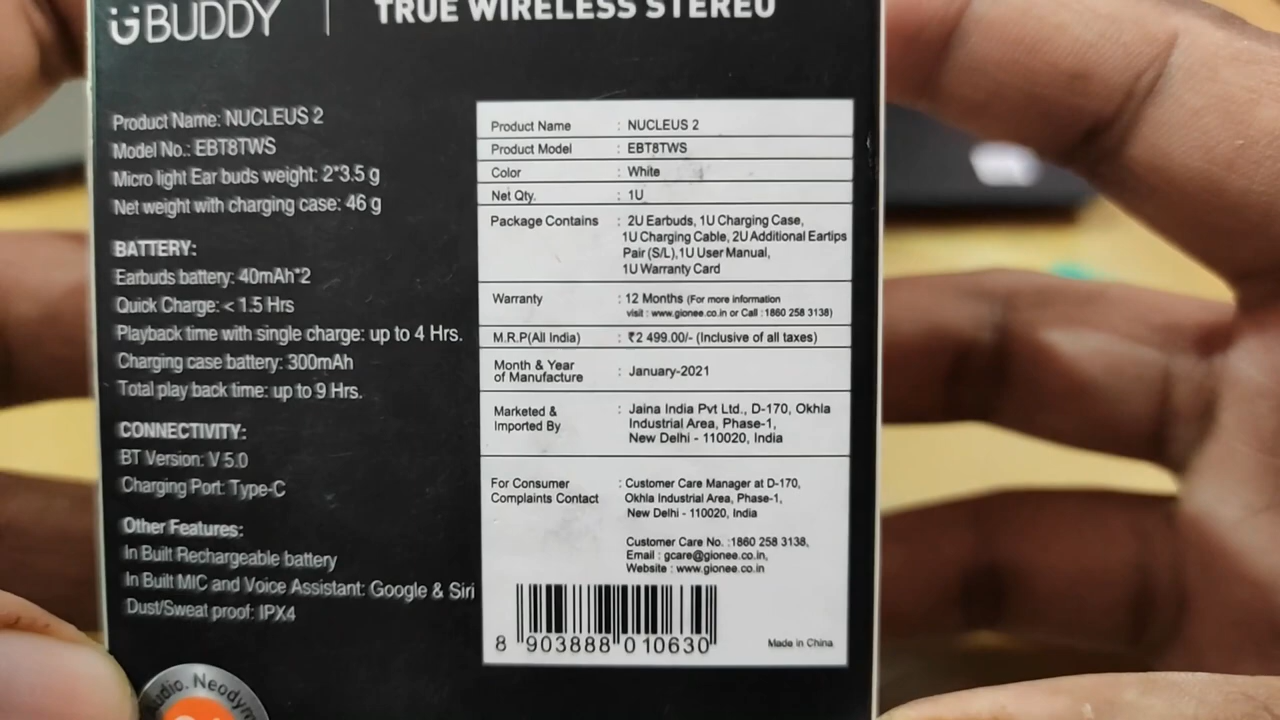 GBUDDY
TRUE WIRELESS STEREO
Product Name: NUCLEUS 2
Model No.: EBT8TWS
Micro light Ear buds weight: 2*3.5 g
Net weight with charging case: 46 g
BATTERY:
Earbuds battery: 40mAh*2
Quick Charge: < 1.5 Hrs
Playback time with single charge: up to 4 Hrs.
Charging case battery: 300mAh
Total play back time: up to 9 Hrs.
CONNECTIVITY:
BT Version: V 5.0
Charging Port: Type-C
Other Features:
In Built Rechargeable battery
In Built MIC and Voice Assistant: Google & Siri
Dust/Sweat proof: IPX4
Product Name : NUCLEUS 2
Product Model : EBT8TWS
Color : White
Net Qty. : 1U
Package Contains : 2U Earbuds, 1U Charging Case,
1U Charging Cable, 2U Additional Eartips
Pair (S/L),1U User Manual,
1U Warranty Card
Warranty : 12 Months (For more information
visit : www.gionee.co.in or Call : 1860 258 3138)
M.R.P(All India) : ₹2 499.00/- (Inclusive of all taxes)
Month & Year
of Manufacture : January-2021
Marketed & : Jaina India Pvt Ltd., D-170, Okhla
Imported By Industrial Area, Phase-1,
New Delhi - 110020, India
For Consumer : Customer Care Manager at D-170,
Complaints Contact Okhla Industrial Area, Phase-1,
New Delhi - 110020, India
Customer Care No. :1860 258 3138,
Email : gcare@gionee.co.in,
Website : www.gionee.co.in
8 903888 010630
Made in China
Audio. Neodym